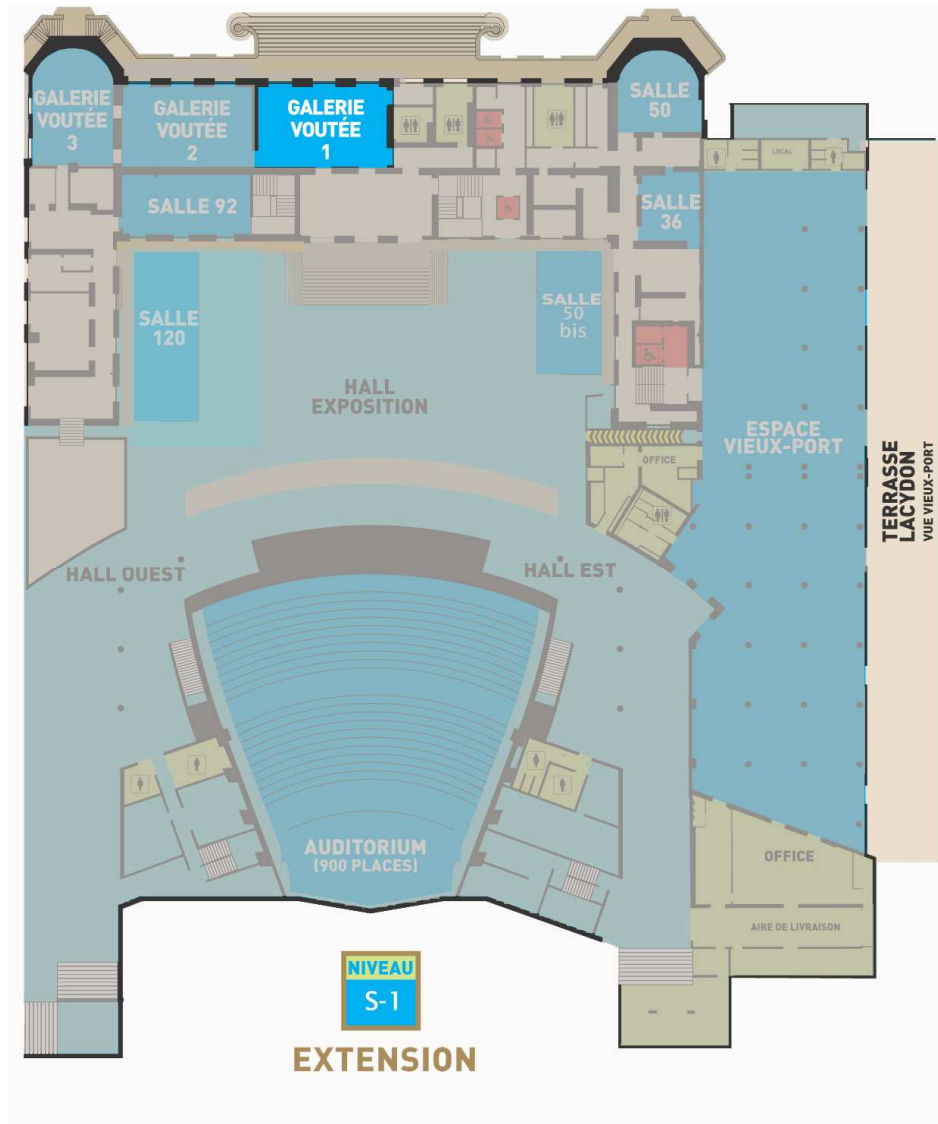 GALERIE
VOUTÉE
3
GALERIE
VOUTÉE
2
GALERIE
VOUTÉE
1
SALLE
50
LOCAL
SALLE 92
SALLE
36
SALLE
120
SALLE
50
bis
HALL
EXPOSITION
ESPACE
VIEUX-PORT
TERRASSE
LACYDON
VUE VIEUX-PORT
OFFICE
HALL OUEST
HALL EST
AUDITORIUM
(900 PLACES)
OFFICE
AIRE DE LIVRAISON
NIVEAU
S-1
EXTENSION